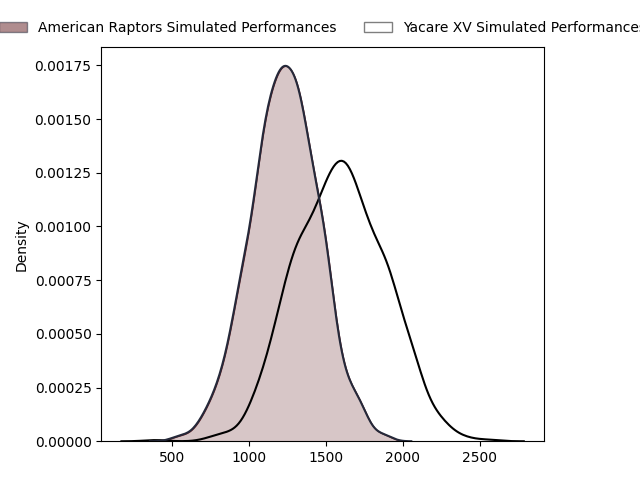 American Raptors Simulated Performances Yacare XV Simulated Performances
0.00175
0.00150
0.00125
0.00100
0.00075
0.00050
0.00025
0.00000
Density
500 1000 1500 2000 2500